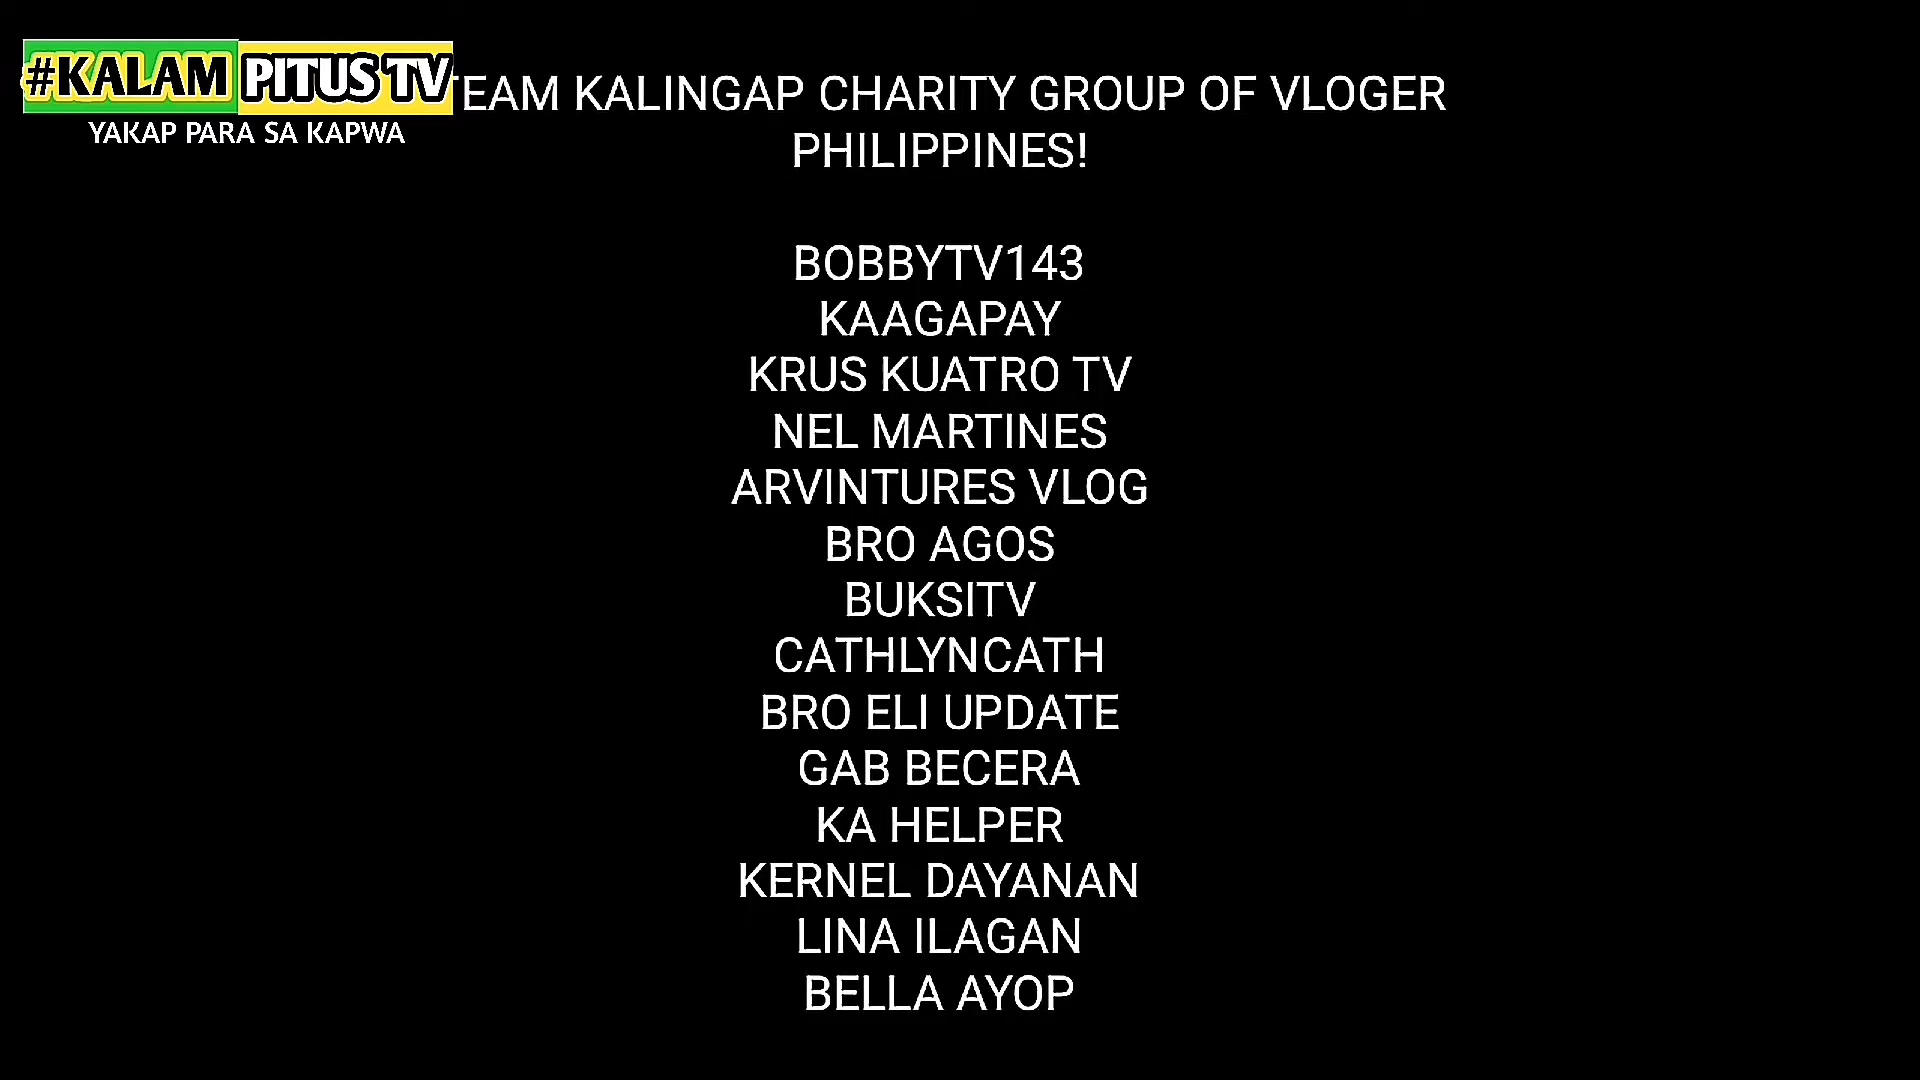 #KALAM PITUS TV
YAKAP PARA SA KAPWA
EAM KALINGAP CHARITY GROUP OF VLOGER
PHILIPPINES!
BOBBYTV143
KAAGAPAY
KRUS KUATRO TV
NEL MARTINES
ARVINTURES VLOG
BRO AGOS
BUKSITV
CATHLYNCATH
BRO ELI UPDATE
GAB BECERA
KA HELPER
KERNEL DAYANAN
LINA ILAGAN
BELLA AYOP